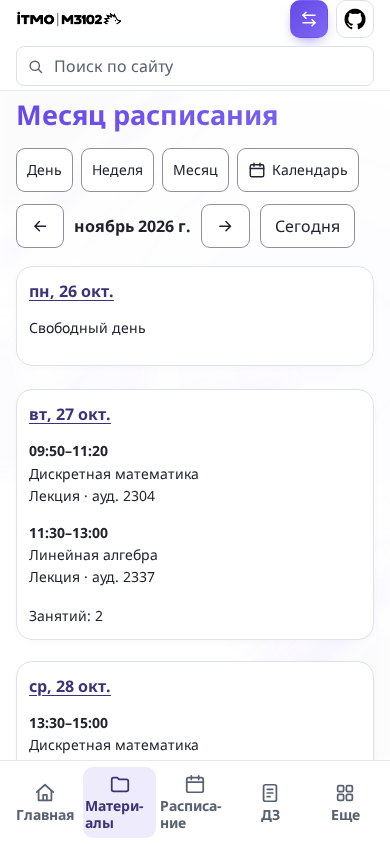 iTMO | M3102
Поиск по сайту
Месяц расписания
День Неделя Месяц Календарь
← ноябрь 2026 г. → Сегодня
пн, 26 окт.
Свободный день
вт, 27 окт.
09:50–11:20
Дискретная математика
Лекция · ауд. 2304
11:30–13:00
Линейная алгебра
Лекция · ауд. 2337
Занятий: 2
ср, 28 окт.
13:30–15:00
Дискретная математика
Главная
Матери-
алы
Расписа-
ние
ДЗ
Еще